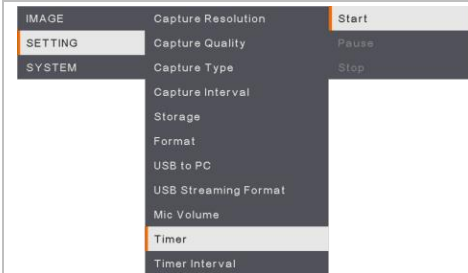 IMAGE
SETTING
SYSTEM
Capture Resolution
Capture Quality
Capture Type
Capture Interval
Storage
Format
USB to PC
USB Streaming Format
Mic Volume
Timer
Timer Interval
Start
Pause
Stop